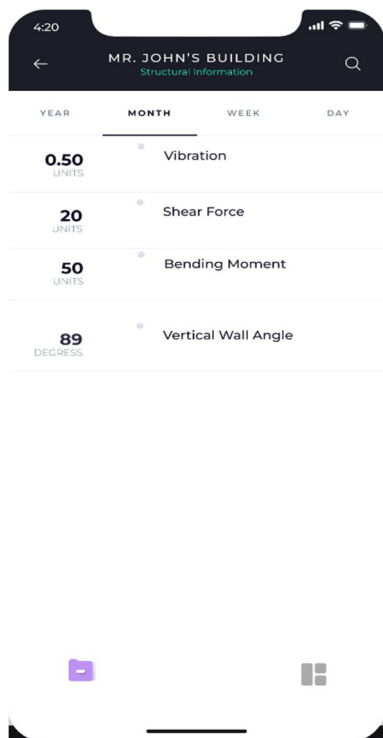 4:20
MR. JOHN'S BUILDING
Structural Information
YEAR MONTH WEEK DAY
0.50 Vibration
UNITS
20 Shear Force
UNITS
50 Bending Moment
UNITS
89 Vertical Wall Angle
DEGRESS